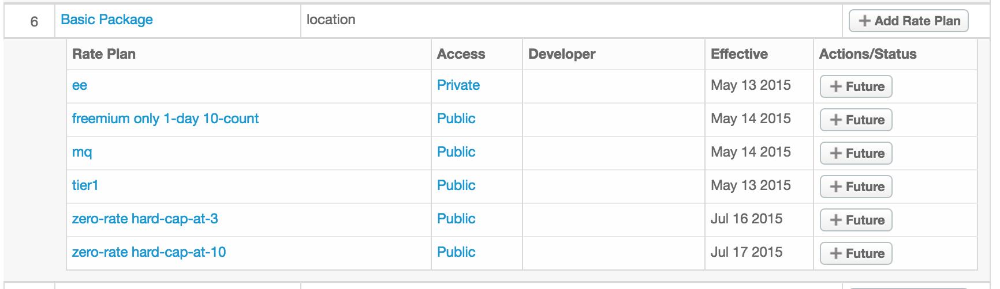 6 Basic Package location Add Rate Plan
Rate Plan Access Developer Effective Actions/Status
ee Private May 13 2015 Future
freemium only 1-day 10-count Public May 14 2015 Future
mq Public May 14 2015 Future
tier1 Public May 13 2015 Future
zero-rate hard-cap-at-3 Public Jul 16 2015 Future
zero-rate hard-cap-at-10 Public Jul 17 2015 Future